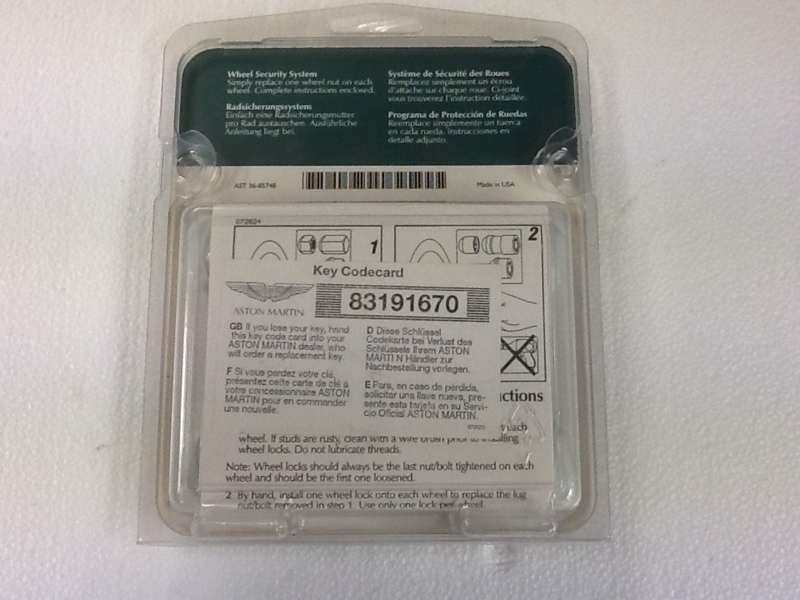 Wheel Security System
Simply replace one wheel nut on each
wheel. Complete instructions enclosed.
Radsicherungssystem
Einfach eine Radsicherungsmutter
pro Rad austauschen. Ausführliche
Anleitung liegt bei.
Système de Sécurité des Roues
Remplacez simplement un écrou
d'attache sur chaque roue. Ci-joint
vous trouverez l'instruction détaillée.
Programa de Protección de Ruedas
Reemplace simplemente un tuerca
en cada rueda. Instrucciones en
detalle adjunto.
AST 36-85748
Made in USA
072624
1
2
Key Codecard
ASTON MARTIN
83191670
GB If you lose your key, hand
this key code card into your
ASTON MARTIN dealer, who
will order a replacement key.
F Si vous perdez votre clé,
présentez cette carte de clé à
votre concessionnaire ASTON
MARTIN pour en commander
une nouvelle.
D Diese Schlüssel
Codekarte bei Verlust des
Schlüssels Ihrem ASTON
MARTIN Händler zur
Nachbestellung vorlegen.
E Para, en caso de pérdida,
solicitar una llave nueva, pre-
sente esta tarjeta en su Servi-
cio Oficial ASTON MARTIN.
ctions
each
wheel. If studs are rusty, clean with a wire brush prior to installing
wheel locks. Do not lubricate threads.
Note: Wheel locks should always be the last nut/bolt tightened on each
wheel and should be the first one loosened.
2 By hand, install one wheel lock onto each wheel to replace the lug
nut/bolt removed in step 1. Use only one lock per wheel.